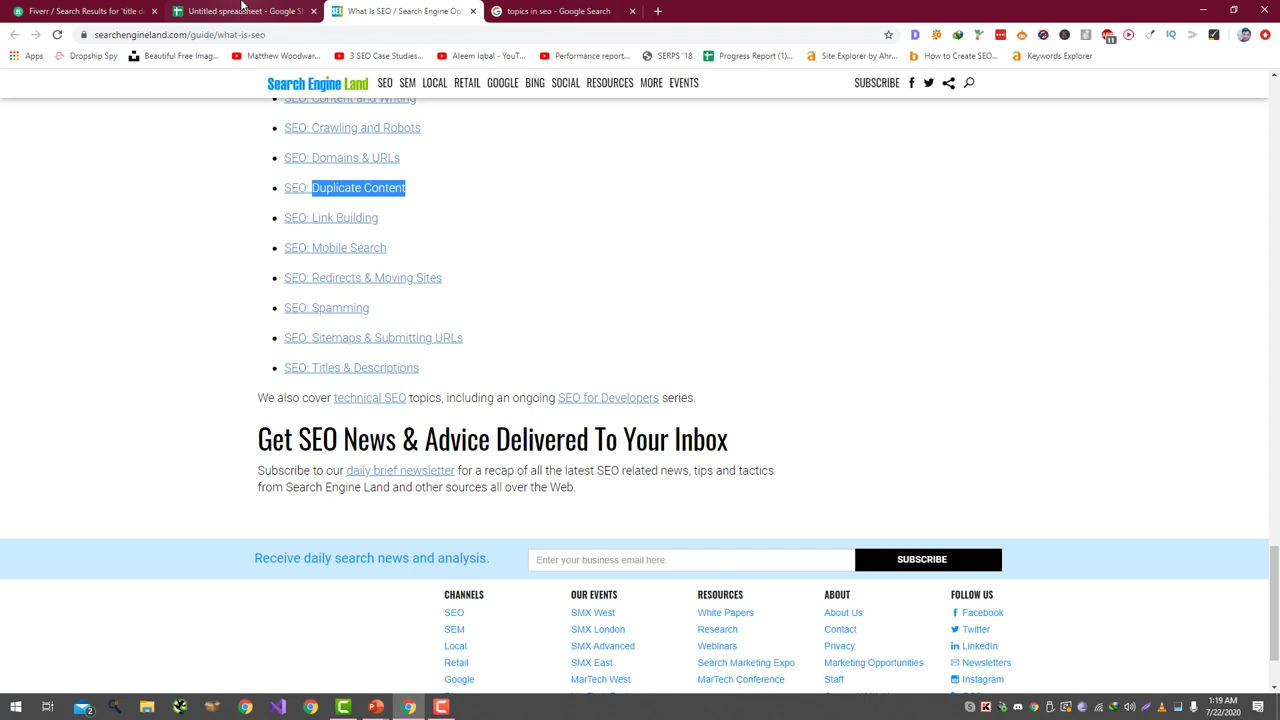 Fiverr / Search Results for 'title d
Untitled spreadsheet - Google Sh
What Is SEO / Search Engine Opt
topics in seo - Google Search
searchengineland.com/guide/what-is-seo
Apps
Dropship Spy
Beautiful Free Imag...
Matthew Woodwar...
3 SEO Case Studies...
Aleem Iqbal - YouT...
Performance report...
SERPS '18
Progress Report (1)...
Site Explorer by Ahr...
How to Create SEO...
Keywords Explorer
Search Engine Land
SEO SEM LOCAL RETAIL GOOGLE BING SOCIAL RESOURCES MORE EVENTS
SUBSCRIBE
SEO: Content and Writing
SEO: Crawling and Robots
SEO: Domains & URLs
SEO: Duplicate Content
SEO: Link Building
SEO: Mobile Search
SEO: Redirects & Moving Sites
SEO: Spamming
SEO: Sitemaps & Submitting URLs
SEO: Titles & Descriptions
We also cover technical SEO topics, including an ongoing SEO for Developers series.
Get SEO News & Advice Delivered To Your Inbox
Subscribe to our daily brief newsletter for a recap of all the latest SEO related news, tips and tactics
from Search Engine Land and other sources all over the Web.
Receive daily search news and analysis.
Enter your business email here.
SUBSCRIBE
CHANNELS
SEO
SEM
Local
Retail
Google
OUR EVENTS
SMX West
SMX London
SMX Advanced
SMX East
MarTech West
RESOURCES
White Papers
Research
Webinars
Search Marketing Expo
MarTech Conference
ABOUT
About Us
Contact
Privacy
Marketing Opportunities
Staff
FOLLOW US
Facebook
Twitter
LinkedIn
Newsletters
Instagram
1:19 AM
7/22/2020